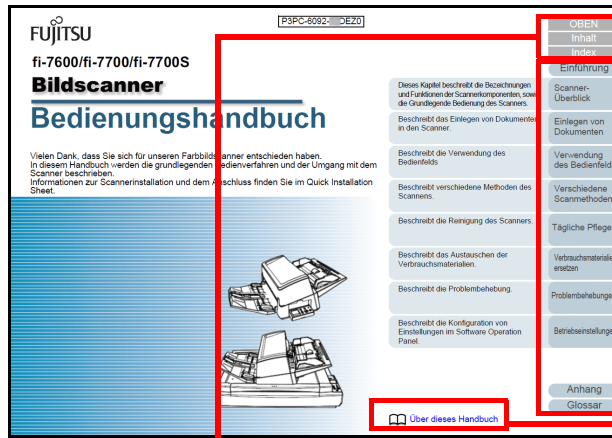 P3PC-6092- DEZ0
FUJITSU
fi-7600/fi-7700/fi-7700S
Bildscanner
Bedienungshandbuch
Vielen Dank, dass Sie sich für unseren Farbbildscanner entschieden haben.
In diesem Handbuch werden die grundlegenden Bedienverfahren und der Umgang mit dem
Scanner beschrieben.
Informationen zur Scannerinstallation und dem Anschluss finden Sie im Quick Installation
Sheet.
OBEN
Inhalt
Index
Einführung
Dieses Kapitel beschreibt die Bezeichnungen
und Funktionen der Scannerkomponenten, sowi
die Grundlegende Bedienung des Scanners.
Scanner-
Überblick
Beschreibt das Einlegen von Dokumenten
in den Scanner.
Einlegen von
Dokumenten
Beschreibt die Verwendung des
Bedienfelds
Verwendung
des Bedienfeld
Beschreibt verschiedene Methoden des
Scannens.
Verschiedene
Scanmethoden
Beschreibt die Reinigung des Scanners.
Tägliche Pflege
Beschreibt das Austauschen der
Verbrauchsmaterialien.
Verbrauchsmaterialie
ersetzen
Beschreibt die Problembehebung.
Problembehebunge
Beschreibt die Konfiguration von
Einstellungen im Software Operation
Panel.
Betriebseinstellunge
Anhang
Glossar
Über dieses Handbuch